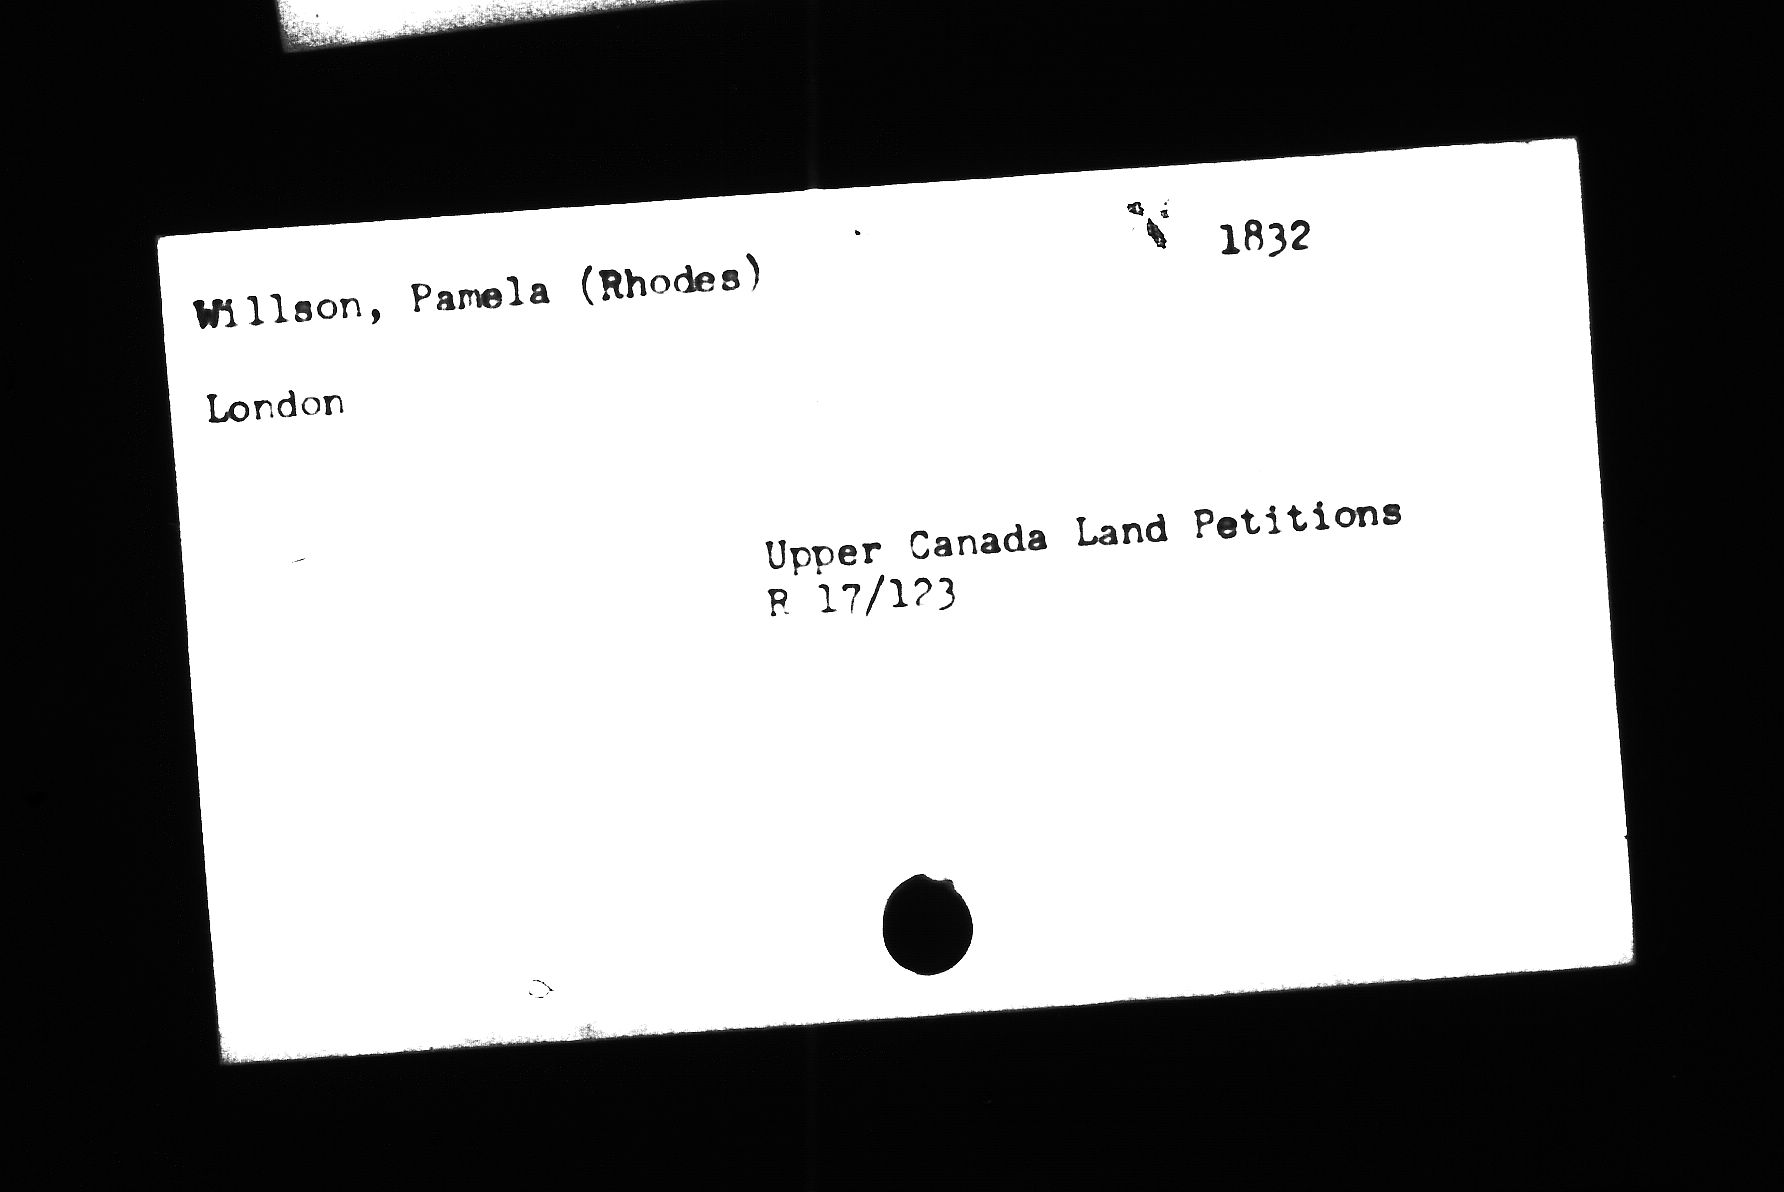 1832
Willson, Pamela (Rhodes)
London
Upper Canada Land Petitions
R 17/123